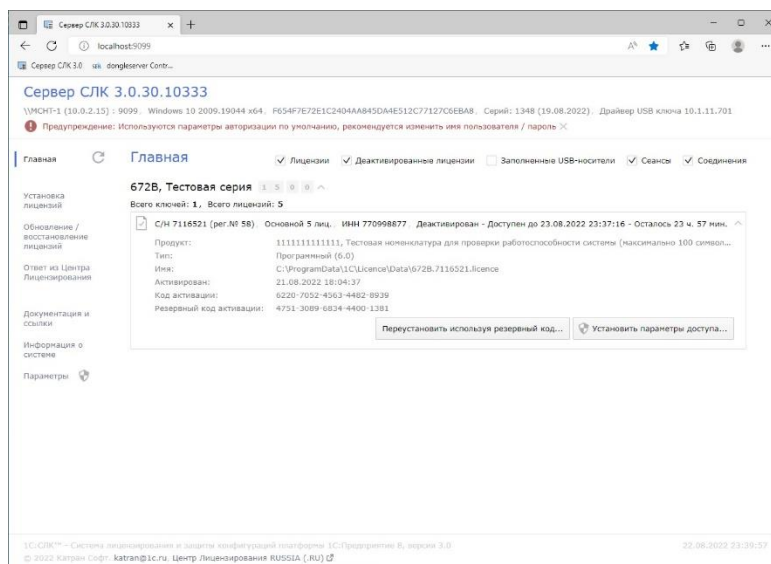 Сервер СЛК 3.0.30.10333
localhost:9099
Сервер СЛК 3.0 dongleserver Contr...
Сервер СЛК 3.0.30.10333
\\МСНТ-1 (10.0.2.15) : 9099, Windows 10 2009.19044 x64, F654F7E72E1C2404AA845DA4E512C77127C6EBA8, Серий: 1348 (19.08.2022), Драйвер USB ключа 10.1.11.701
Предупреждение: Используются параметры авторизации по умолчанию, рекомендуется изменить имя пользователя / пароль
Главная
Установка лицензий
Обновление / восстановление лицензий
Ответ из Центра Лицензирования
Документация и ссылки
Информация о системе
Параметры
Главная
Лицензии Деактивированные лицензии Заполненные USB-носители Сеансы Соединения
672B, Тестовая серия 1 5 0 0
Всего ключей: 1, Всего лицензий: 5
С/Н 7116521 (рег.№ 58) Основной 5 лиц. ИНН 770998877, Деактивирован - Доступен до 23.08.2022 23:37:16 - Осталось 23 ч. 57 мин.
Продукт: 1111111111111, Тестовая номенклатура для проверки работоспособности системы (максимально 100 символ...
Тип: Программный (6.0)
Имя: C:\ProgramData\1C\Licence\Data\672B.7116521.licence
Активирован: 21.08.2022 18:04:37
Код активации: 6220-7052-4563-4482-8939
Резервный код активации: 4751-3089-6834-4400-1381
Переустановить используя резервный код... Установить параметры доступа...
1С:СЛК™ – Система лицензирования и защиты конфигураций платформы 1С:Предприятие 8, версии 3.0
22.08.2022 23:39:57
© 2022 Катран Софт. katran@1c.ru. Центр Лицензирования RUSSIA (.RU)